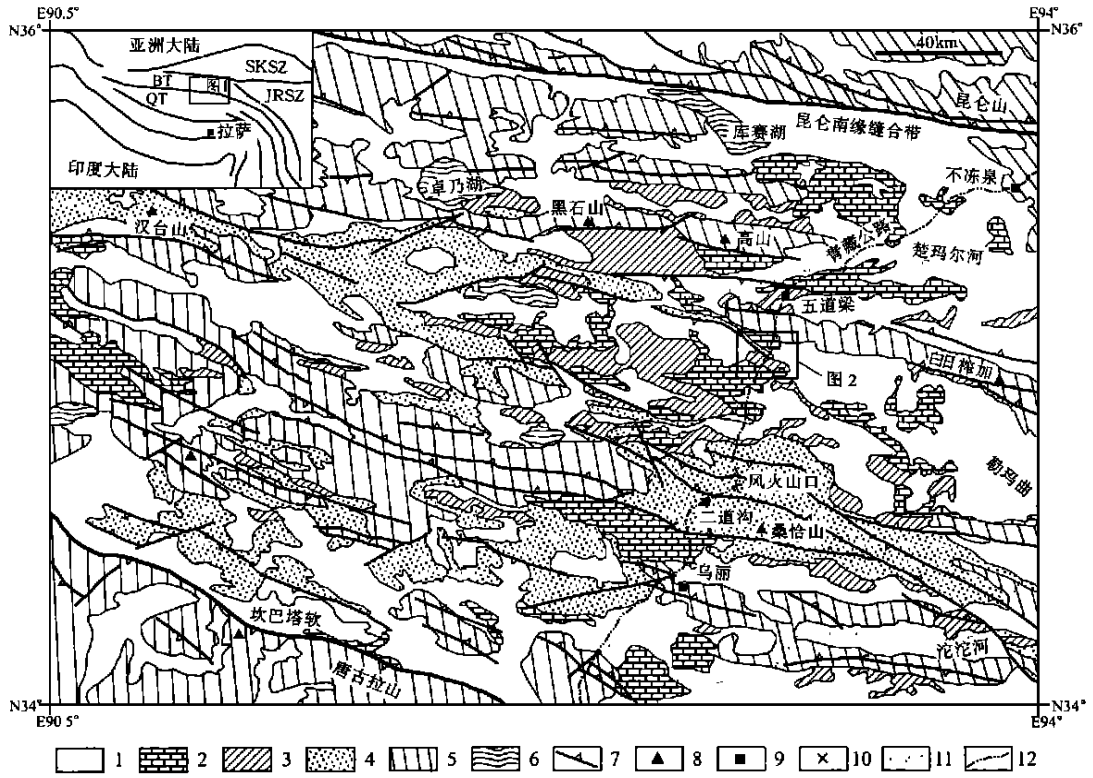 E90.5°
E94°
N36°
N36°
亚洲大陆
SKSZ
BT
图1
QT
JRSZ
拉萨
印度大陆
40km
昆仑山
昆仑南缘缝合带
库赛湖
不冻泉
卓乃湖
黑石山
汉台山
高山
青藏公路
楚玛尔河
五道梁
图2
勒玛曲
风火山口
二道沟
桑恰山
乌丽
坎巴塔钦
唐古拉山
沱沱河
N34°
N34°
E90.5°
E94°
1 2 3 4 5 6 7 8 9 10 11 12